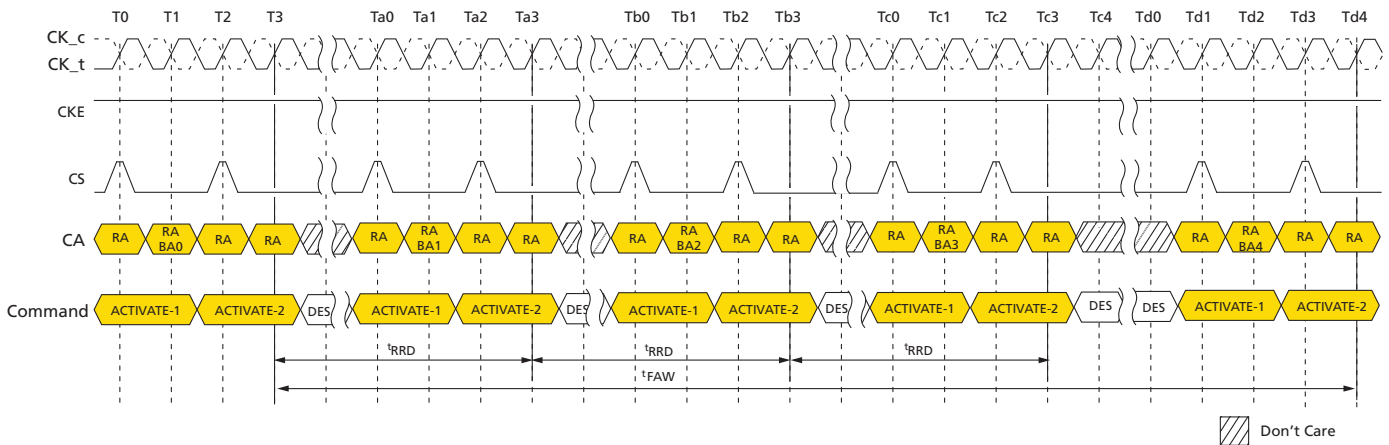 T0 T1 T2 T3 Ta0 Ta1 Ta2 Ta3 Tb0 Tb1 Tb2 Tb3 Tc0 Tc1 Tc2 Tc3 Tc4 Td0 Td1 Td2 Td3 Td4
CK_c
CK_t
CKE
CS
CA RA RA BA0 RA RA RA RA BA1 RA RA RA RA BA2 RA RA RA RA BA3 RA RA RA RA BA4 RA RA
Command ACTIVATE-1 ACTIVATE-2 DES ACTIVATE-1 ACTIVATE-2 DES ACTIVATE-1 ACTIVATE-2 DES ACTIVATE-1 ACTIVATE-2 DES DES ACTIVATE-1 ACTIVATE-2
tRRD tRRD tRRD
tFAW
Don't Care